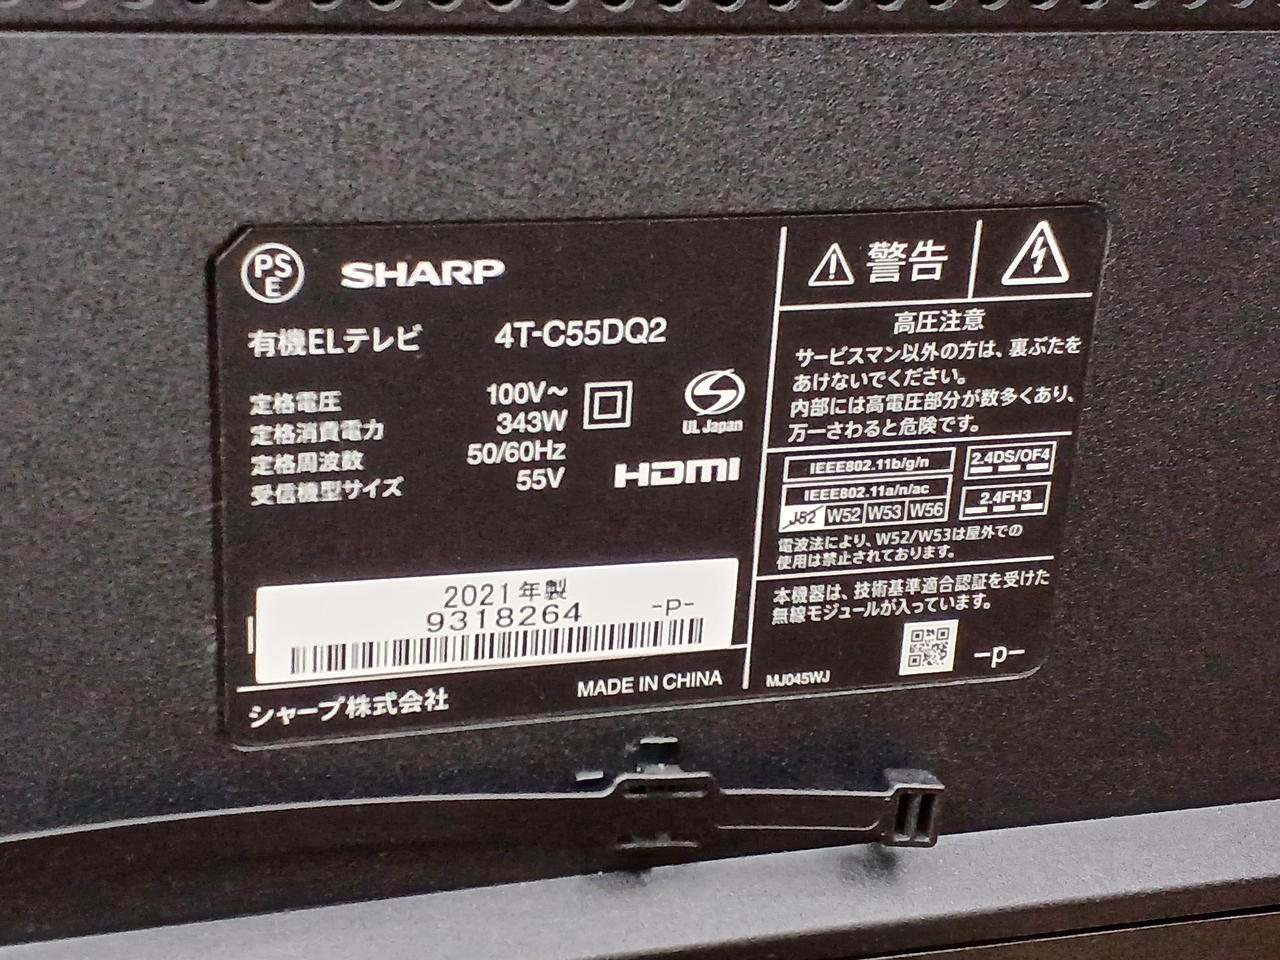 PS
E
SHARP
有機ELテレビ 4T-C55DQ2
定格電圧 100V~
定格消費電力 343W
定格周波数 50/60Hz
受信機型サイズ 55V
UL Japan
HDMI
2021年製
9318264 -P-
シャープ株式会社 MADE IN CHINA
警告
高圧注意
サービスマン以外の方は、裏ぶたを
あけないでください。
内部には高電圧部分が数多くあり、
万一さわると危険です。
IEEE802.11b/g/n 2.4DS/OF4
IEEE802.11a/n/ac 2.4FH3
J52 W52 W53 W56
電波法により、W52/W53は屋外での
使用は禁止されております。
本機器は、技術基準適合認証を受けた
無線モジュールが入っています。
-p-
MJ045WJ